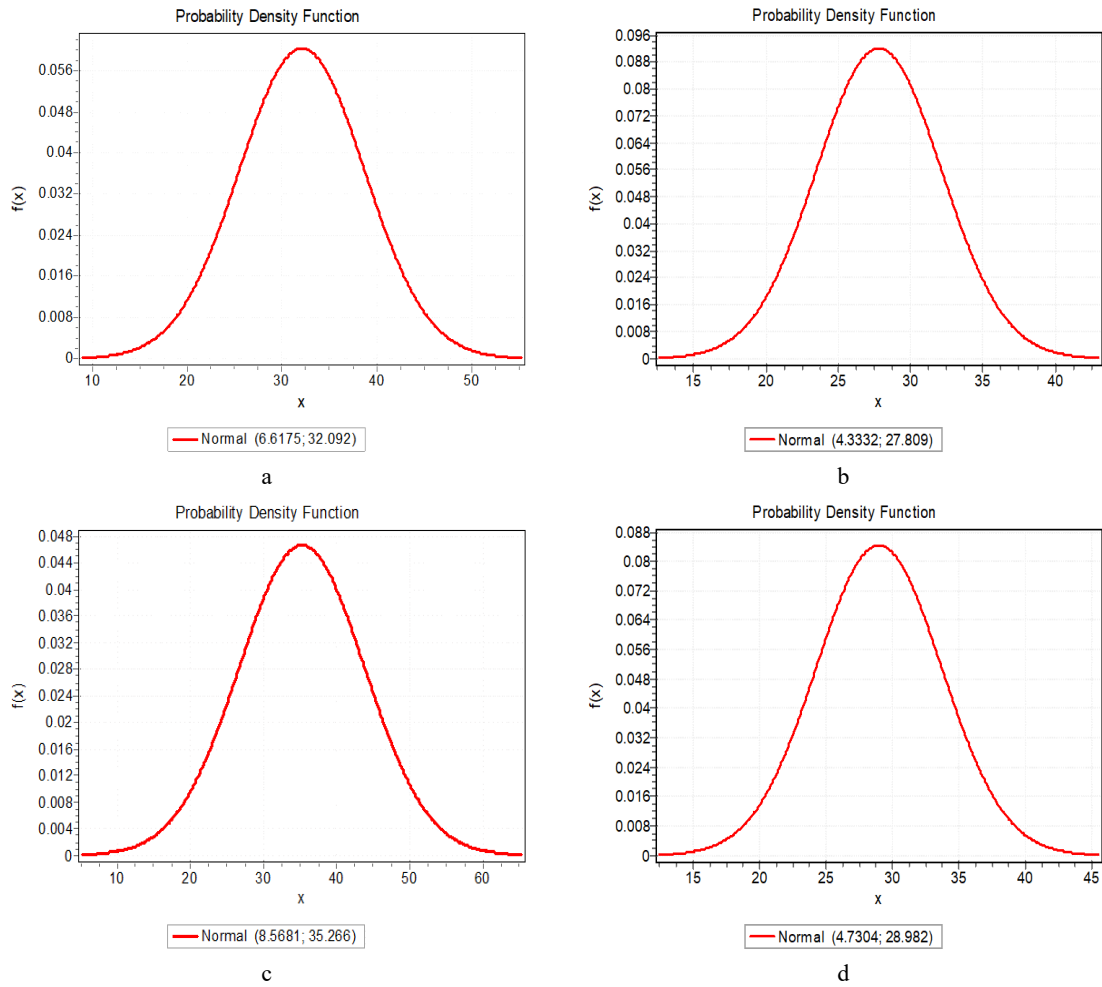 Probability Density Function
0.056
0.048
0.04
0.032
0.024
0.016
0.008
0
f(x)
10 20 30 40 50
x
Normal (6.6175; 32.092)
a
Probability Density Function
0.096
0.088
0.08
0.072
0.064
0.056
0.048
0.04
0.032
0.024
0.016
0.008
0
f(x)
15 20 25 30 35 40
x
Normal (4.3332; 27.809)
b
Probability Density Function
0.048
0.044
0.04
0.036
0.032
0.028
0.024
0.02
0.016
0.012
0.008
0.004
0
f(x)
10 20 30 40 50 60
x
Normal (8.5681; 35.266)
c
Probability Density Function
0.088
0.08
0.072
0.064
0.056
0.048
0.04
0.032
0.024
0.016
0.008
0
f(x)
15 20 25 30 35 40 45
x
Normal (4.7304; 28.982)
d